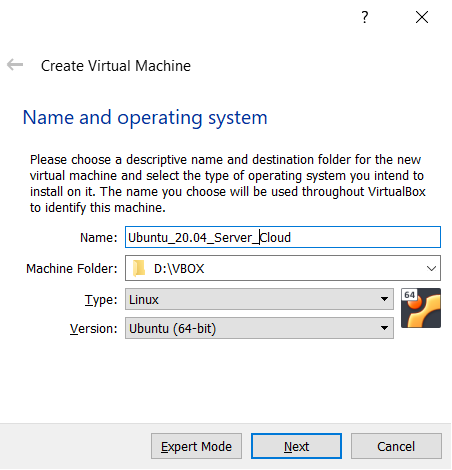 ?
Create Virtual Machine
Name and operating system
Please choose a descriptive name and destination folder for the new
virtual machine and select the type of operating system you intend to
install on it. The name you choose will be used throughout VirtualBox
to identify this machine.
Name: Ubuntu_20.04_Server_Cloud
Machine Folder: D:\VBOX
Type: Linux
64
Version: Ubuntu (64-bit)
Expert Mode Next Cancel